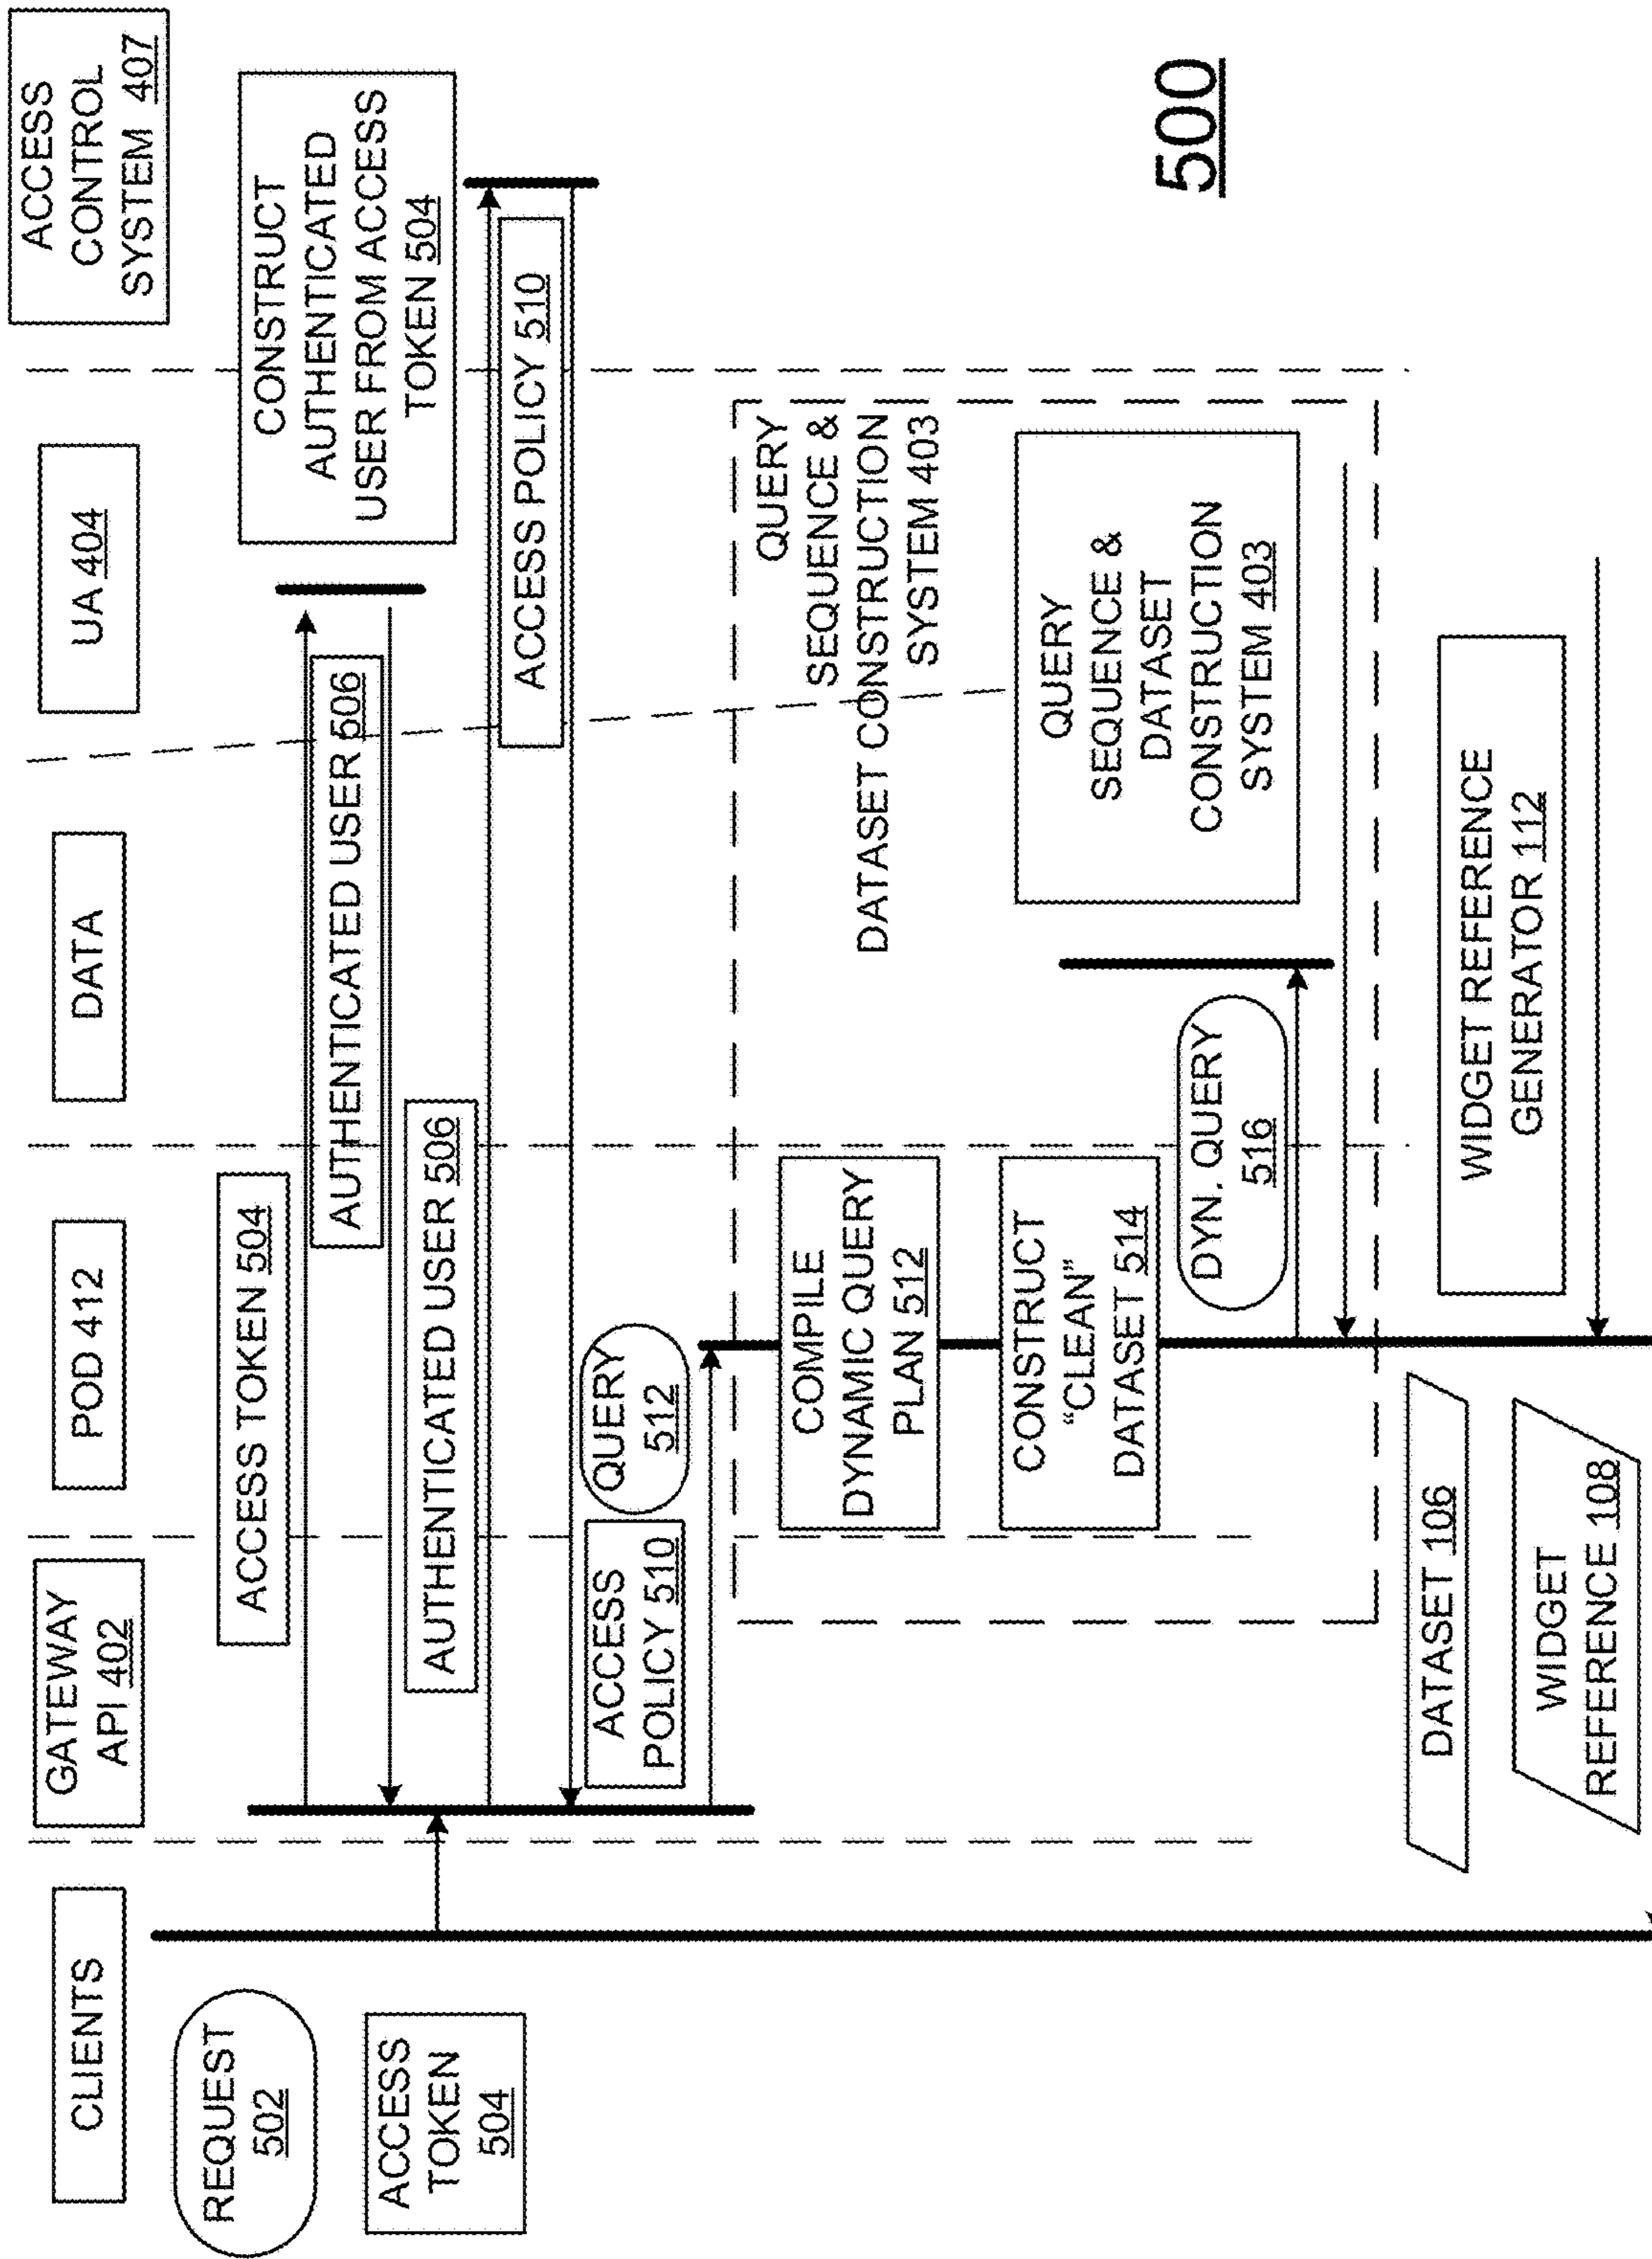 CLIENTS
GATEWAY
API 402
POD 412
DATA
UA 404
ACCESS
CONTROL
SYSTEM 407
REQUEST
502
ACCESS
TOKEN
504
ACCESS TOKEN 504
AUTHENTICATED USER 506
CONSTRUCT
AUTHENTICATED
USER FROM ACCESS
TOKEN 504
AUTHENTICATED USER 506
ACCESS POLICY 510
ACCESS
POLICY 510
QUERY
512
QUERY
SEQUENCE &
DATASET CONSTRUCTION
SYSTEM 403
COMPILE
DYNAMIC QUERY
PLAN 512
CONSTRUCT
“CLEAN”
DATASET 514
DYN. QUERY
516
QUERY
SEQUENCE &
DATASET
CONSTRUCTION
SYSTEM 403
DATASET 106
WIDGET REFERENCE
GENERATOR 112
WIDGET
REFERENCE 108
500